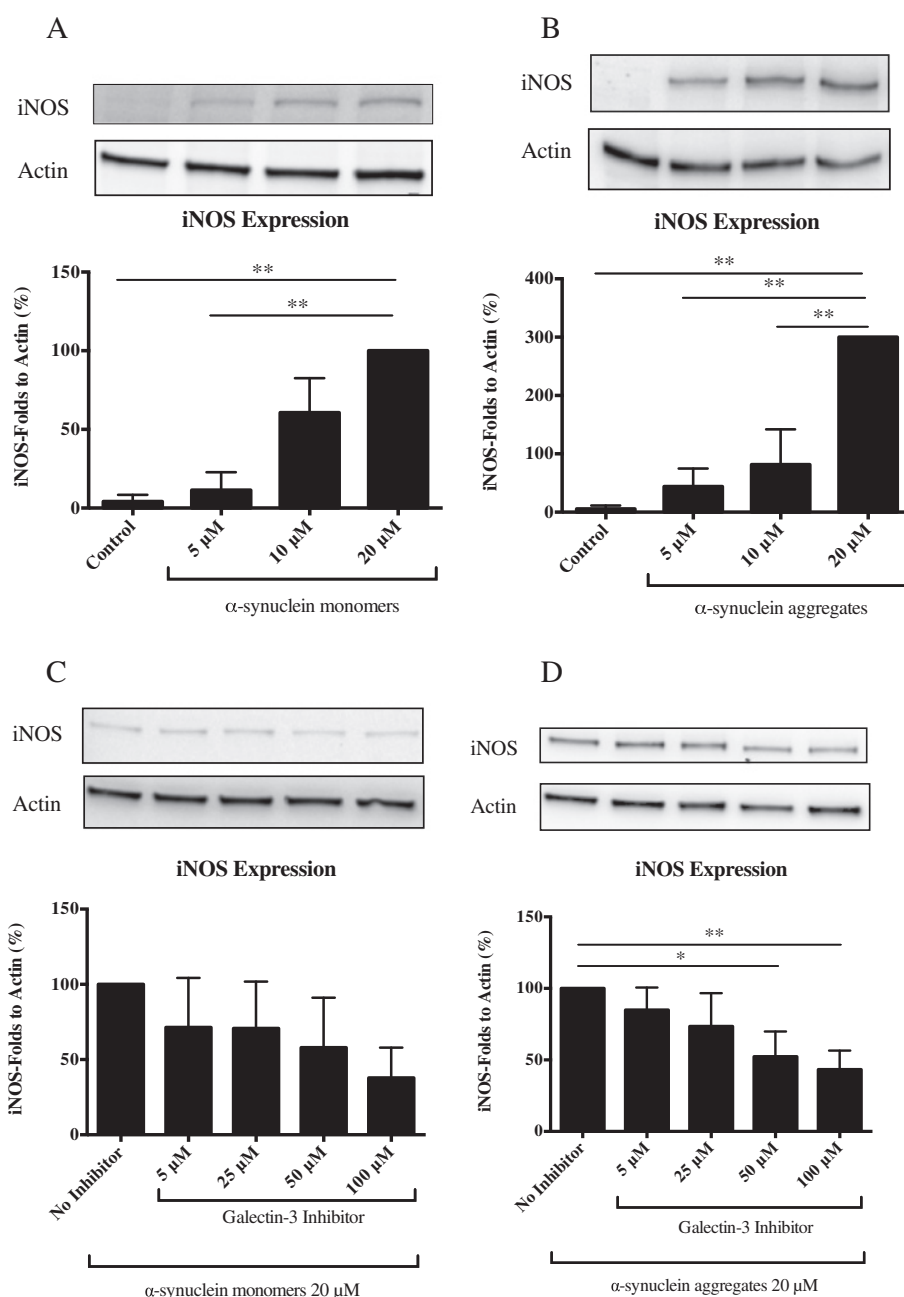 A
iNOS
Actin
iNOS Expression
**
**
iNOS-Folds to Actin (%)
150
100
50
0
Control
5 µM
10 µM
20 µM
α-synuclein monomers
B
iNOS
Actin
iNOS Expression
**
**
**
iNOS-Folds to Actin (%)
400
300
200
100
0
Control
5 µM
10 µM
20 µM
α-synuclein aggregates
C
iNOS
Actin
iNOS Expression
iNOS-Folds to Actin (%)
150
100
50
0
No Inhibitor
5 µM
25 µM
50 µM
100 µM
Galectin-3 Inhibitor
α-synuclein monomers 20 µM
D
iNOS
Actin
iNOS Expression
**
*
iNOS-Folds to Actin (%)
150
100
50
0
No Inhibitor
5 µM
25 µM
50 µM
100 µM
Galectin-3 Inhibitor
α-synuclein aggregates 20 µM